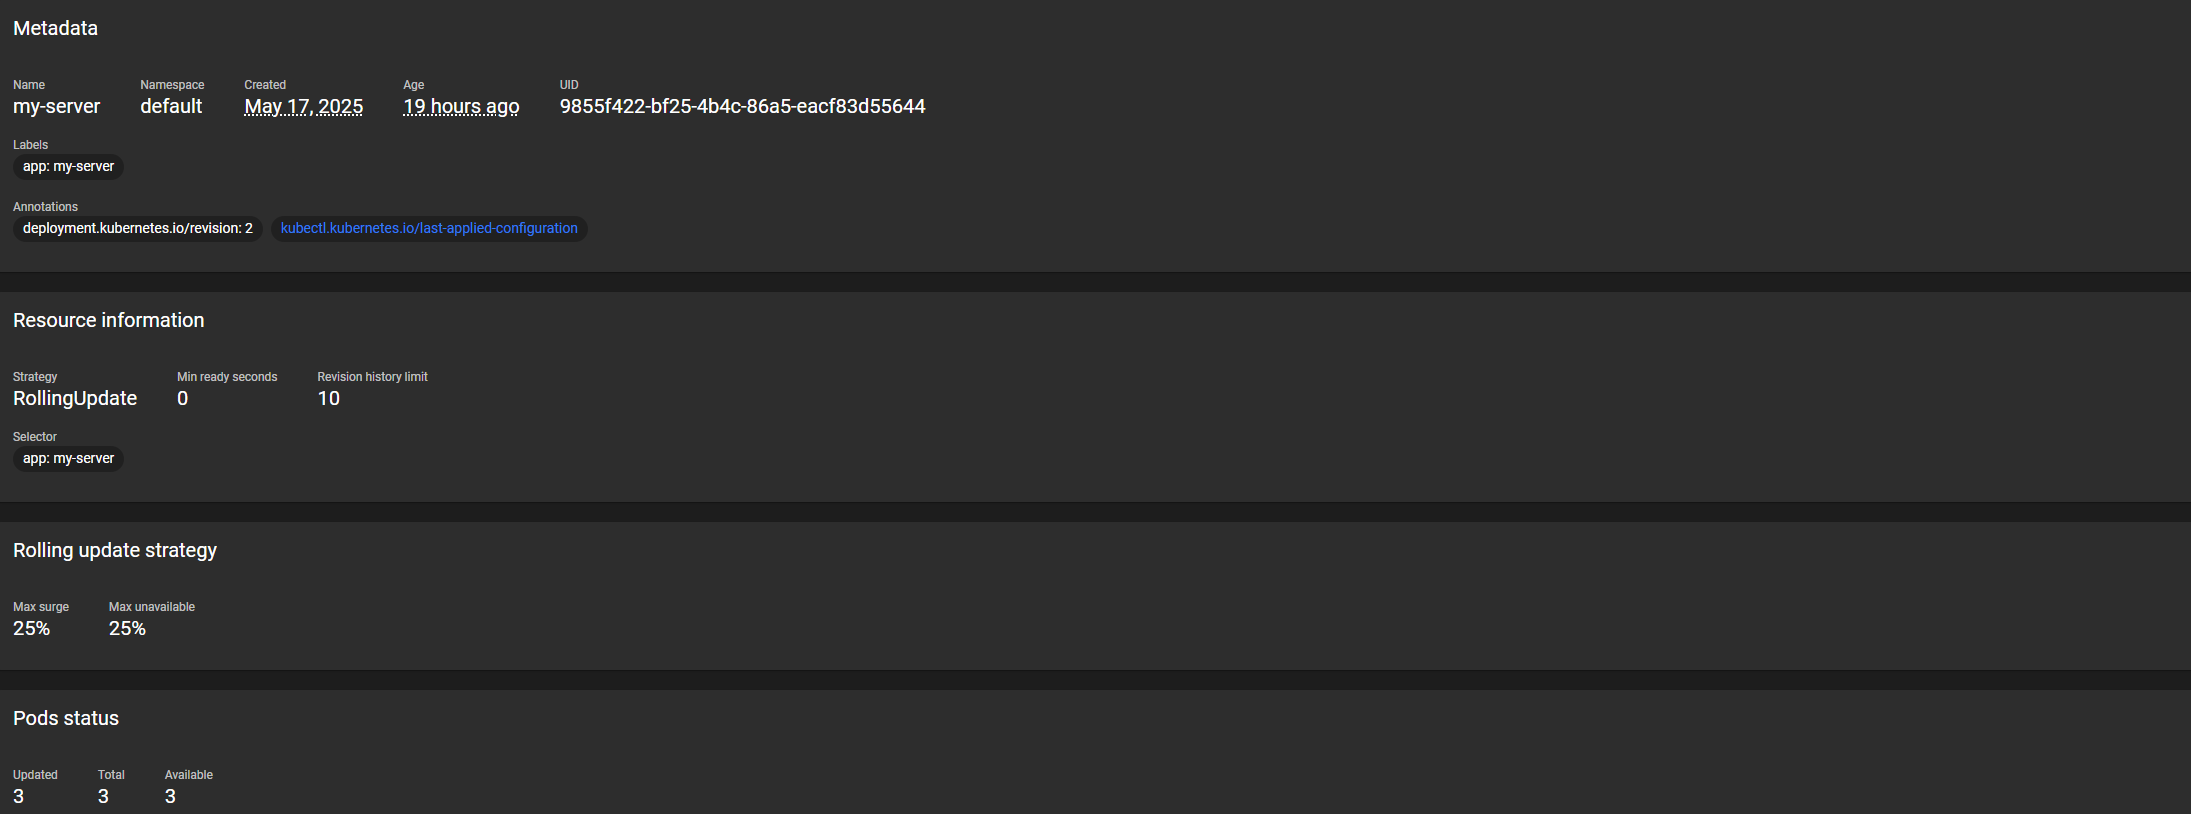 Metadata
Name Namespace Created Age UID
my-server default May 17, 2025 19 hours ago 9855f422-bf25-4b4c-86a5-eacf83d55644
Labels
app: my-server
Annotations
deployment.kubernetes.io/revision: 2 kubectl.kubernetes.io/last-applied-configuration
Resource information
Strategy Min ready seconds Revision history limit
RollingUpdate 0 10
Selector
app: my-server
Rolling update strategy
Max surge Max unavailable
25% 25%
Pods status
Updated Total Available
3 3 3